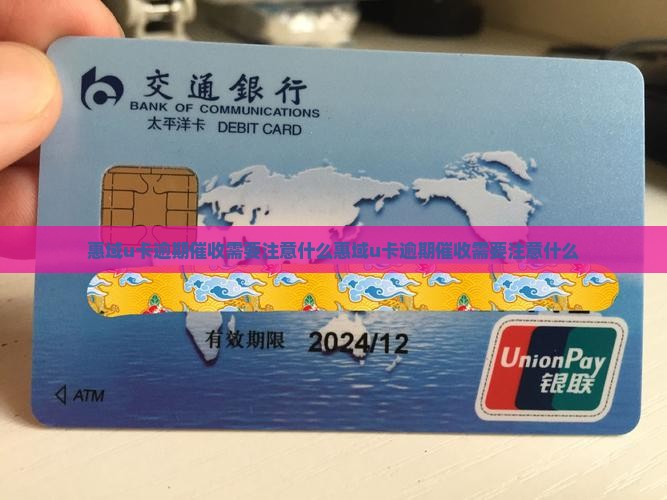 交通銀行
BANK OF COMMUNICATIONS
太平洋卡 DEBIT CARD
惠域u卡逾期催收需要注意什么惠域u卡逾期催收需要注意什么
有效期限 2024/12
UnionPay
银联
ATM